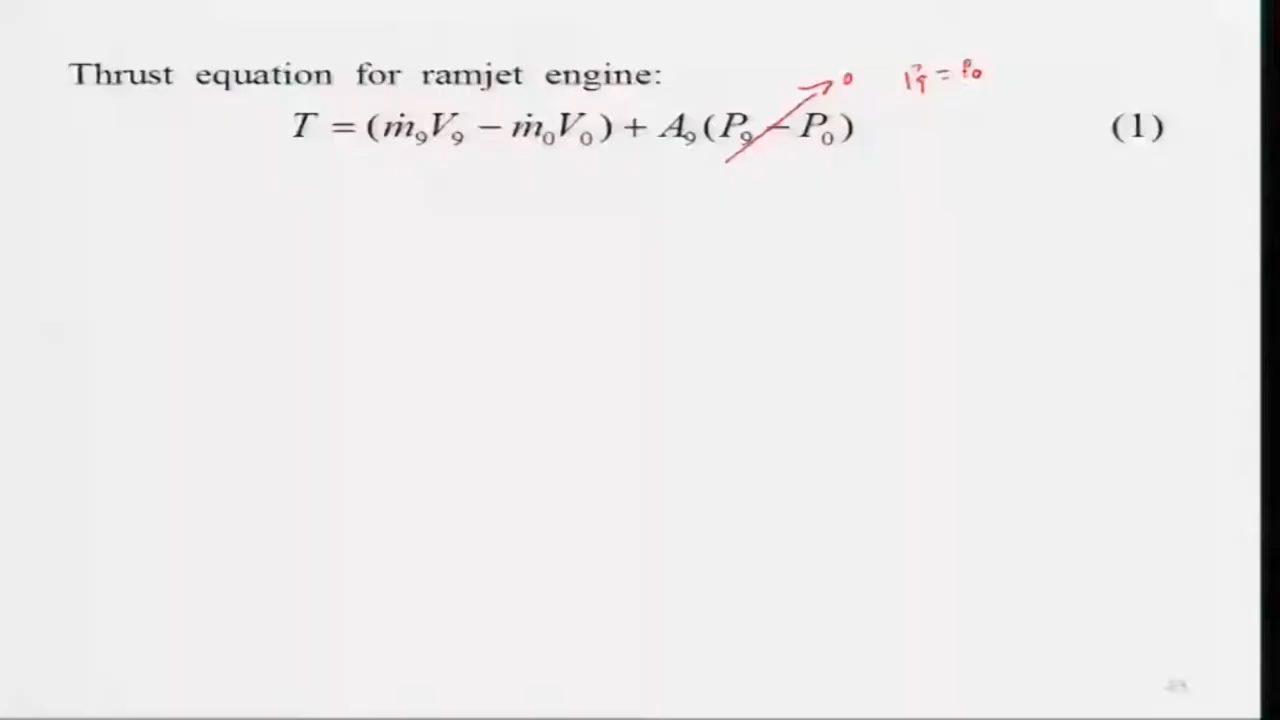 Thrust equation for ramjet engine:
→ 0 P₉ = P₀
T = (ṁ₉V₉ − ṁ₀V₀) + A₉(P₉ − P₀) (1)